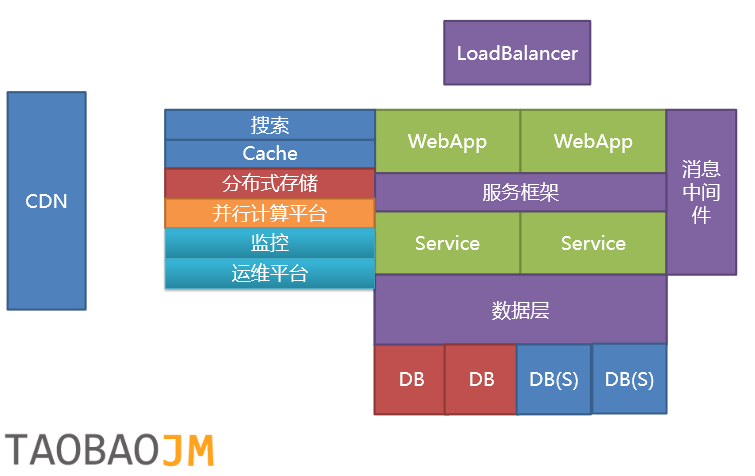 LoadBalancer
CDN
搜索
Cache
分布式存储
并行计算平台
监控
运维平台
WebApp
WebApp
服务框架
Service
Service
消息
中间
件
数据层
DB
DB
DB(S)
DB(S)
TAOBAOJM